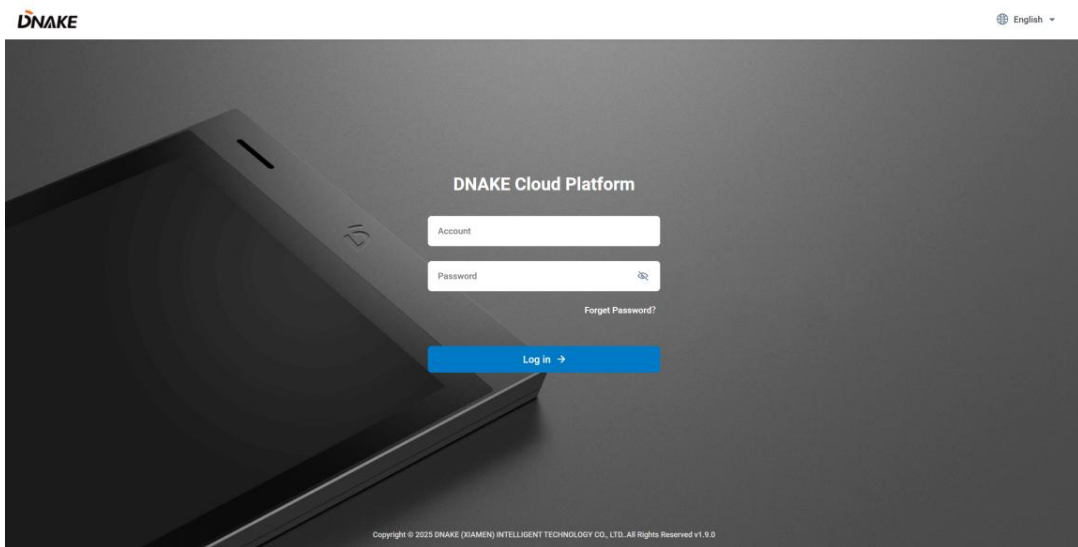 DNAKE
English
DNAKE Cloud Platform
Account
Password
Forget Password?
Log in →
Copyright © 2025 DNAKE (XIAMEN) INTELLIGENT TECHNOLOGY CO., LTD..All Rights Reserved v1.9.0